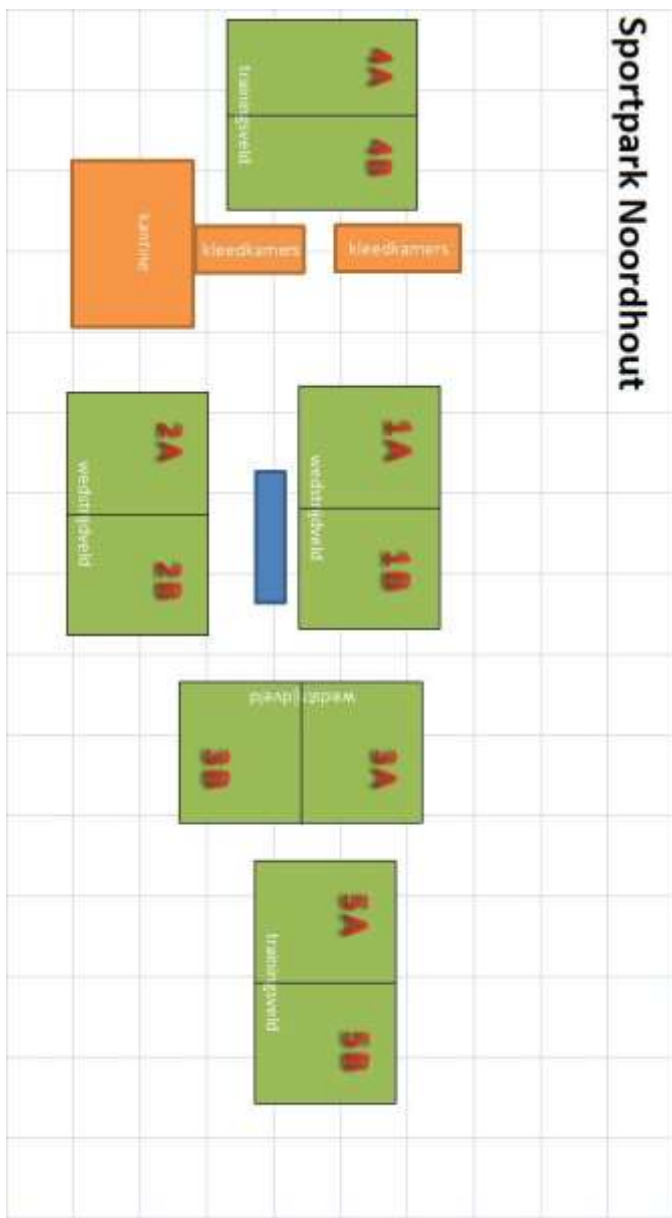 Sportpark Noordhout
4A
4B
trainingsveld
kleedkamers
kleedkamers
kantine
1A
1B
wedstrijdveld
2A
2B
wedstrijdveld
wedstrijdveld
3A
3B
5A
5B
trainingsveld